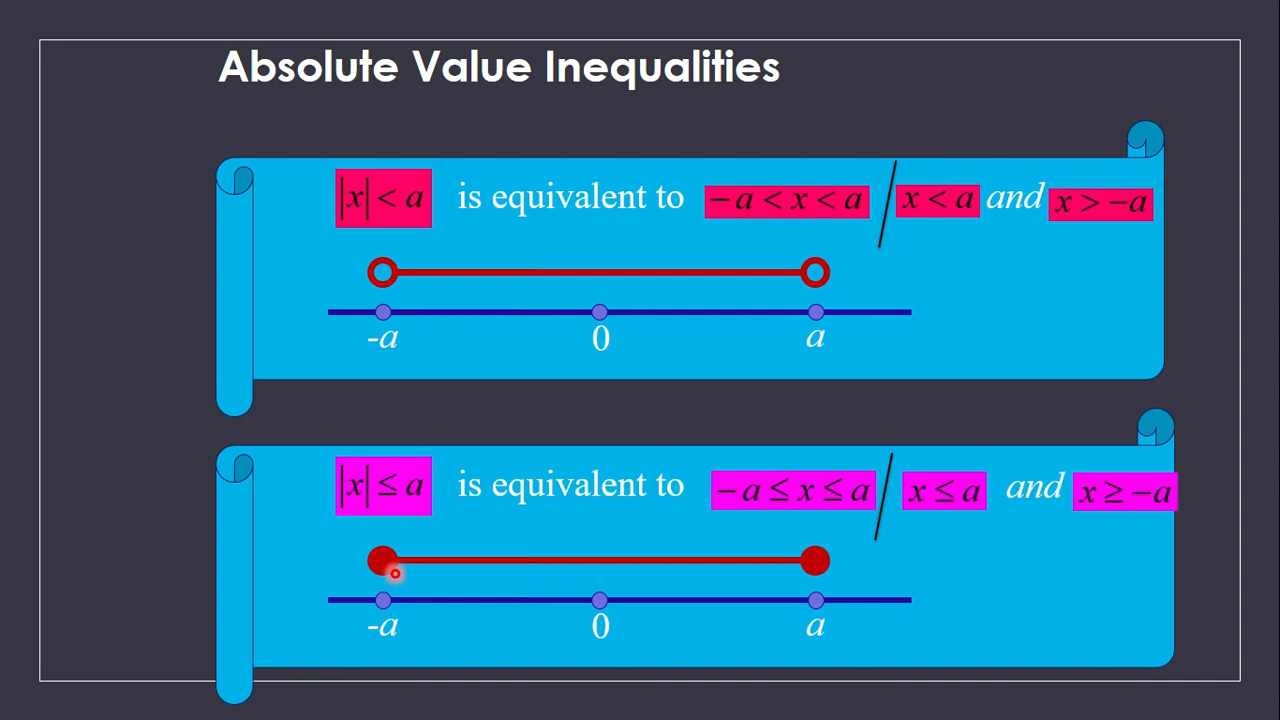 Absolute Value Inequalities
|x| < a is equivalent to −a < x < a / x < a and x > −a
-a 0 a
|x| ≤ a is equivalent to −a ≤ x ≤ a / x ≤ a and x ≥ −a
-a 0 a